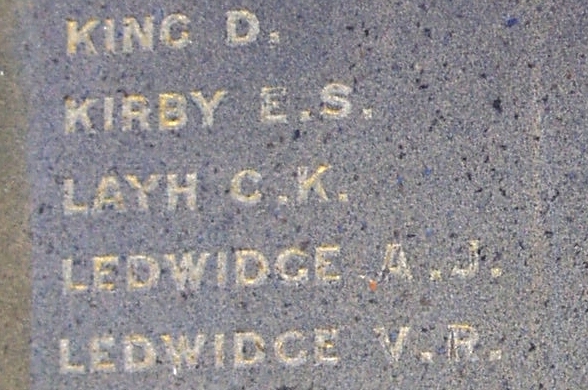 KING D.
KIRBY E.S.
LAYH C.K.
LEDWIDGE A.J.
LEDWIDGE V.R.